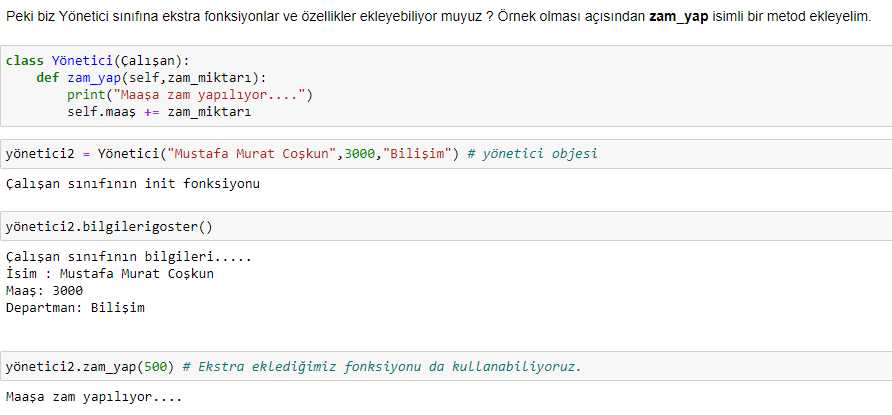 Peki biz Yönetici sınıfına ekstra fonksiyonlar ve özellikler ekleyebiliyor muyuz ? Örnek olması açısından zam_yap isimli bir metod ekleyelim.
class Yönetici(Çalışan):
    def zam_yap(self,zam_miktarı):
        print("Maaşa zam yapılıyor....")
        self.maaş += zam_miktarı
yönetici2 = Yönetici("Mustafa Murat Coşkun",3000,"Bilişim") # yönetici objesi
Çalışan sınıfının init fonksiyonu
yönetici2.bilgilerigoster()
Çalışan sınıfının bilgileri.....
İsim : Mustafa Murat Coşkun
Maaş: 3000
Departman: Bilişim
yönetici2.zam_yap(500) # Ekstra eklediğimiz fonksiyonu da kullanabiliyoruz.
Maaşa zam yapılıyor....